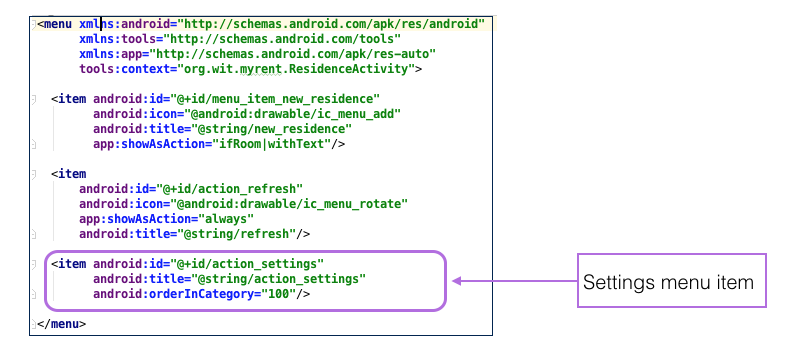 <menu xmlns:android="http://schemas.android.com/apk/res/android"
xmlns:tools="http://schemas.android.com/tools"
xmlns:app="http://schemas.android.com/apk/res-auto"
tools:context="org.wit.myrent.ResidenceActivity">
<item android:id="@+id/menu_item_new_residence"
android:icon="@android:drawable/ic_menu_add"
android:title="@string/new_residence"
app:showAsAction="ifRoom|withText"/>
<item
android:id="@+id/action_refresh"
android:icon="@android:drawable/ic_menu_rotate"
app:showAsAction="always"
android:title="@string/refresh"/>
<item android:id="@+id/action_settings"
android:title="@string/action_settings"
android:orderInCategory="100"/>
Settings menu item
</menu>